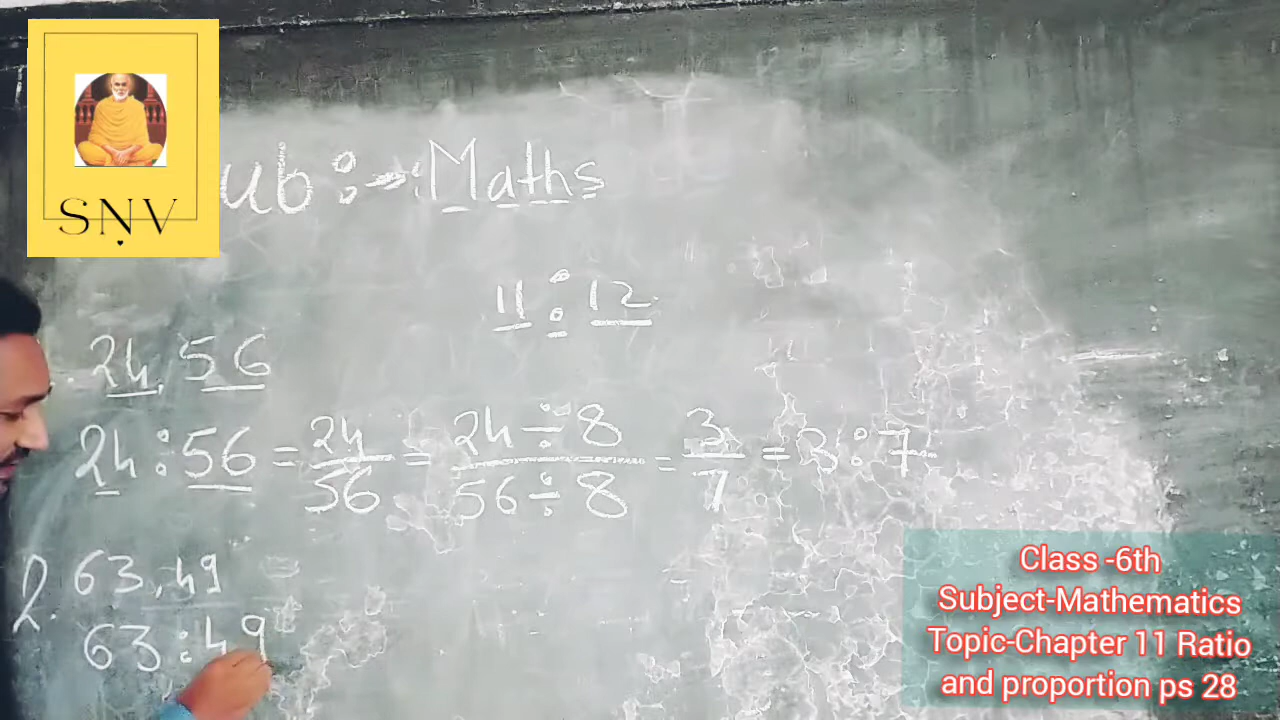 SNV
ub :- Maths
11 : 12
24, 56
24 : 56 = 24/56 = 24 ÷ 8/56 ÷ 8 = 3/7 = 3 : 7
2. 63, 49
63 : 49
Class -6th
Subject-Mathematics
Topic-Chapter 11 Ratio
and proportion ps 28